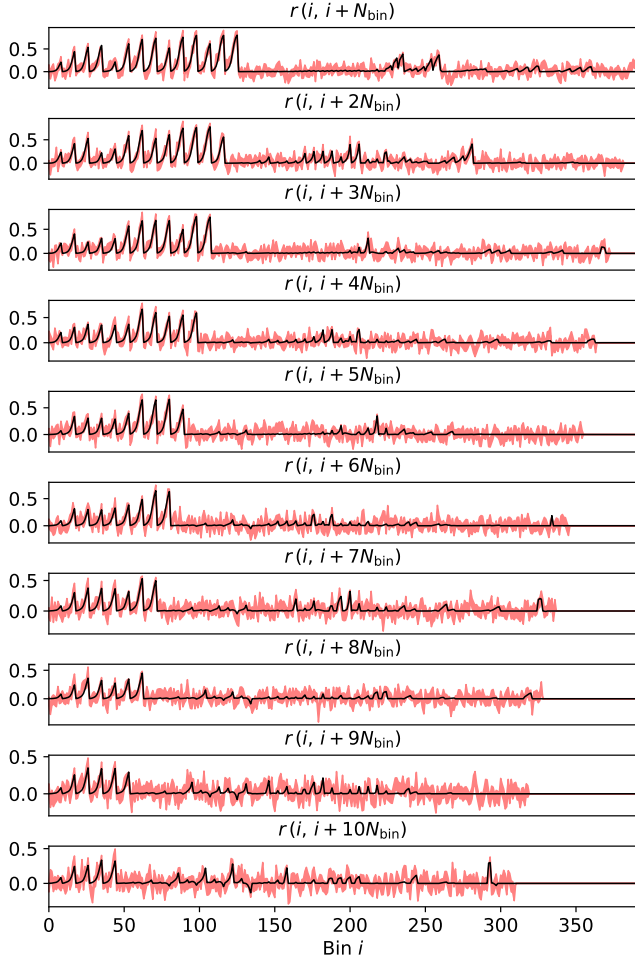 r (i, i + N_bin)
0.5
0.0
r (i, i + 2N_bin)
0.5
0.0
r (i, i + 3N_bin)
0.5
0.0
r (i, i + 4N_bin)
0.5
0.0
r (i, i + 5N_bin)
0.5
0.0
r (i, i + 6N_bin)
0.5
0.0
r (i, i + 7N_bin)
0.5
0.0
r (i, i + 8N_bin)
0.5
0.0
r (i, i + 9N_bin)
0.5
0.0
r (i, i + 10N_bin)
0.5
0.0
0 50 100 150 200 250 300 350
Bin i